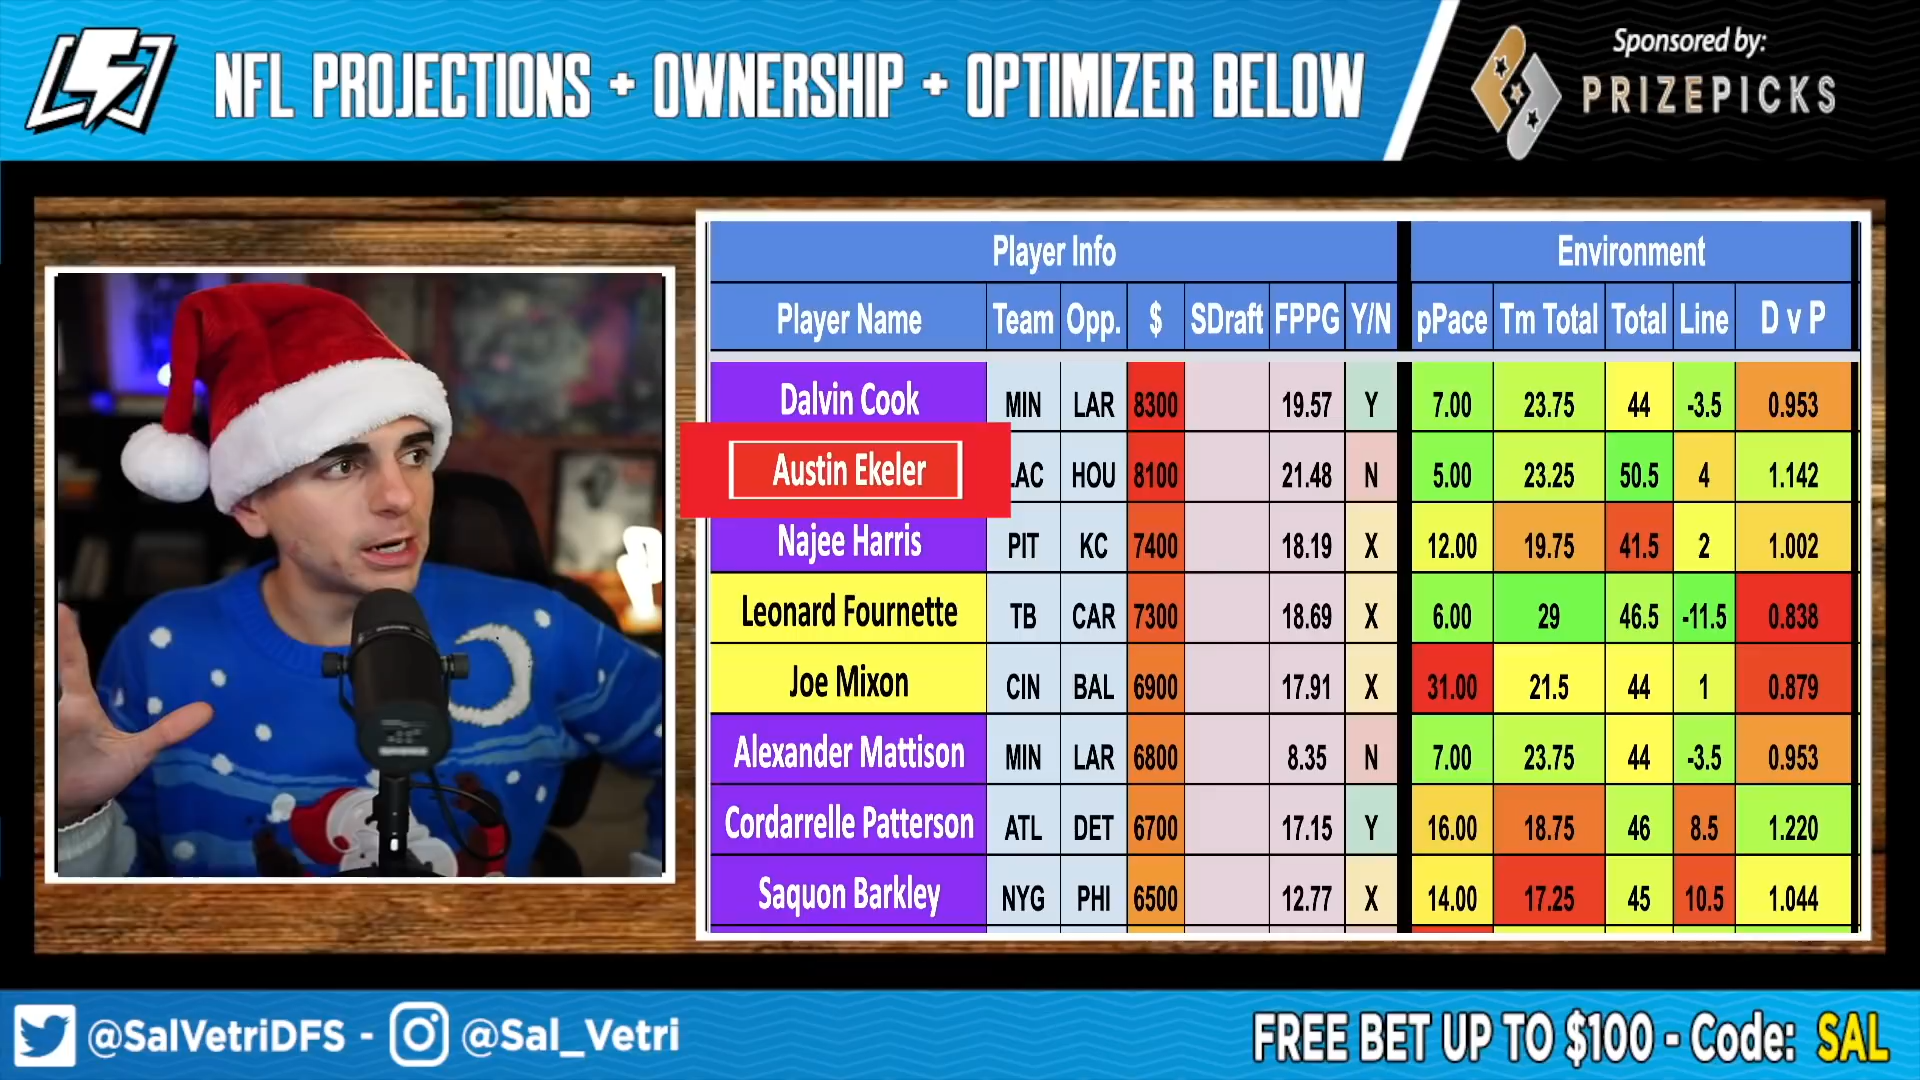 NFL PROJECTIONS + OWNERSHIP + OPTIMIZER BELOW
Sponsored by:
PRIZEPICKS
Player Info Environment
Player Name Team Opp. $ SDraft FPPG Y/N pPace Tm Total Total Line D v P
Dalvin Cook MIN LAR 8300 19.57 Y 7.00 23.75 44 -3.5 0.953
Austin Ekeler LAC HOU 8100 21.48 N 5.00 23.25 50.5 4 1.142
Najee Harris PIT KC 7400 18.19 X 12.00 19.75 41.5 2 1.002
Leonard Fournette TB CAR 7300 18.69 X 6.00 29 46.5 -11.5 0.838
Joe Mixon CIN BAL 6900 17.91 X 31.00 21.5 44 1 0.879
Alexander Mattison MIN LAR 6800 8.35 N 7.00 23.75 44 -3.5 0.953
Cordarrelle Patterson ATL DET 6700 17.15 Y 16.00 18.75 46 8.5 1.220
Saquon Barkley NYG PHI 6500 12.77 X 14.00 17.25 45 10.5 1.044
@SalVetriDFS - @Sal_Vetri
FREE BET UP TO $100 - Code: SAL